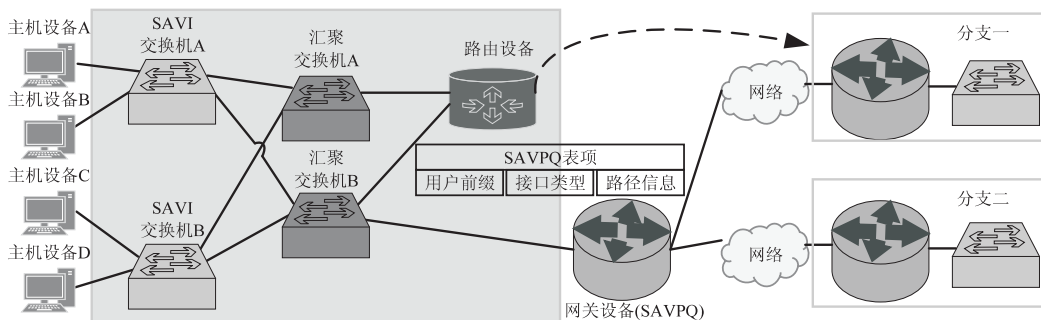 主机设备A
SAVI
交换机A
汇聚
交换机A
路由设备
分支一
主机设备B
网络
汇聚
交换机B
SAVPQ表项
用户前缀
接口类型
路径信息
主机设备C
SAVI
交换机B
分支二
主机设备D
网络
网关设备(SAVPQ)